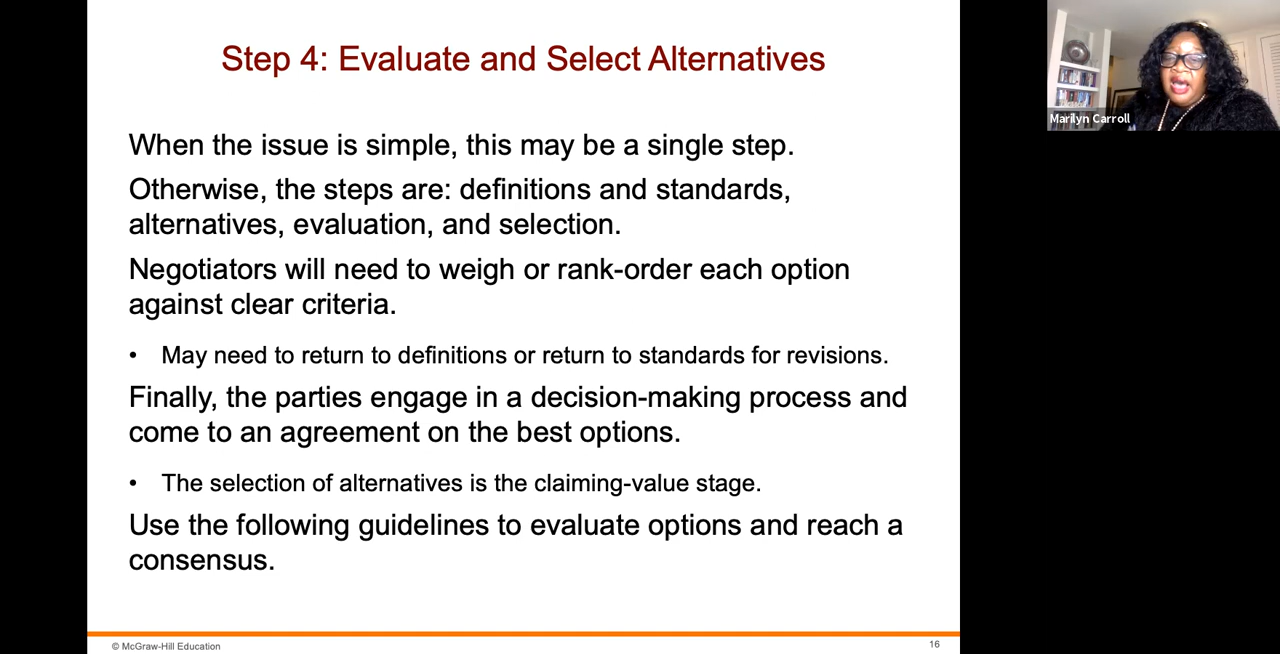 Step 4: Evaluate and Select Alternatives
Marilyn Carroll
When the issue is simple, this may be a single step.
Otherwise, the steps are: definitions and standards,
alternatives, evaluation, and selection.
Negotiators will need to weigh or rank-order each option
against clear criteria.
• May need to return to definitions or return to standards for revisions.
Finally, the parties engage in a decision-making process and
come to an agreement on the best options.
• The selection of alternatives is the claiming-value stage.
Use the following guidelines to evaluate options and reach a
consensus.
© McGraw-Hill Education
16